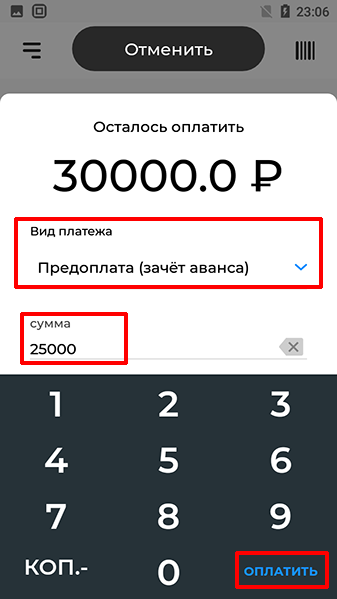 23:06
Отменить
Осталось оплатить
30000.0 ₽
Вид платежа
Предоплата (зачёт аванса)
сумма
25000
1 2 3
4 5 6
7 8 9
КОП.- 0 ОПЛАТИТЬ